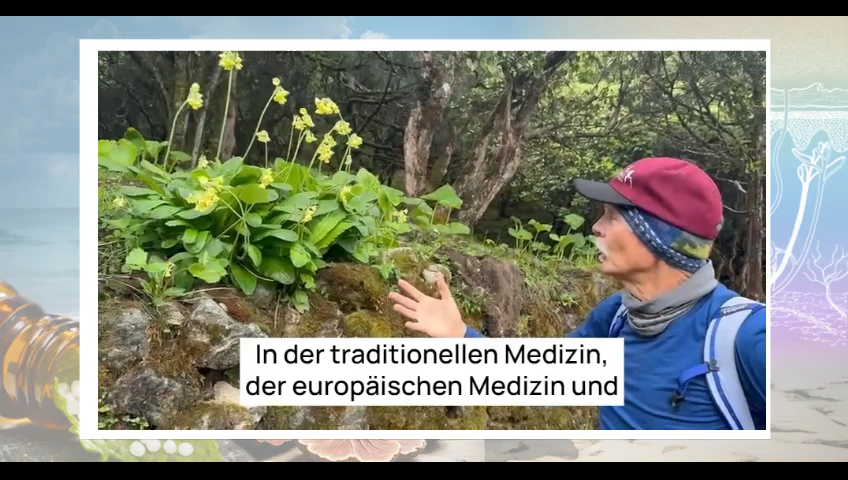 In der traditionellen Medizin,
der europäischen Medizin und